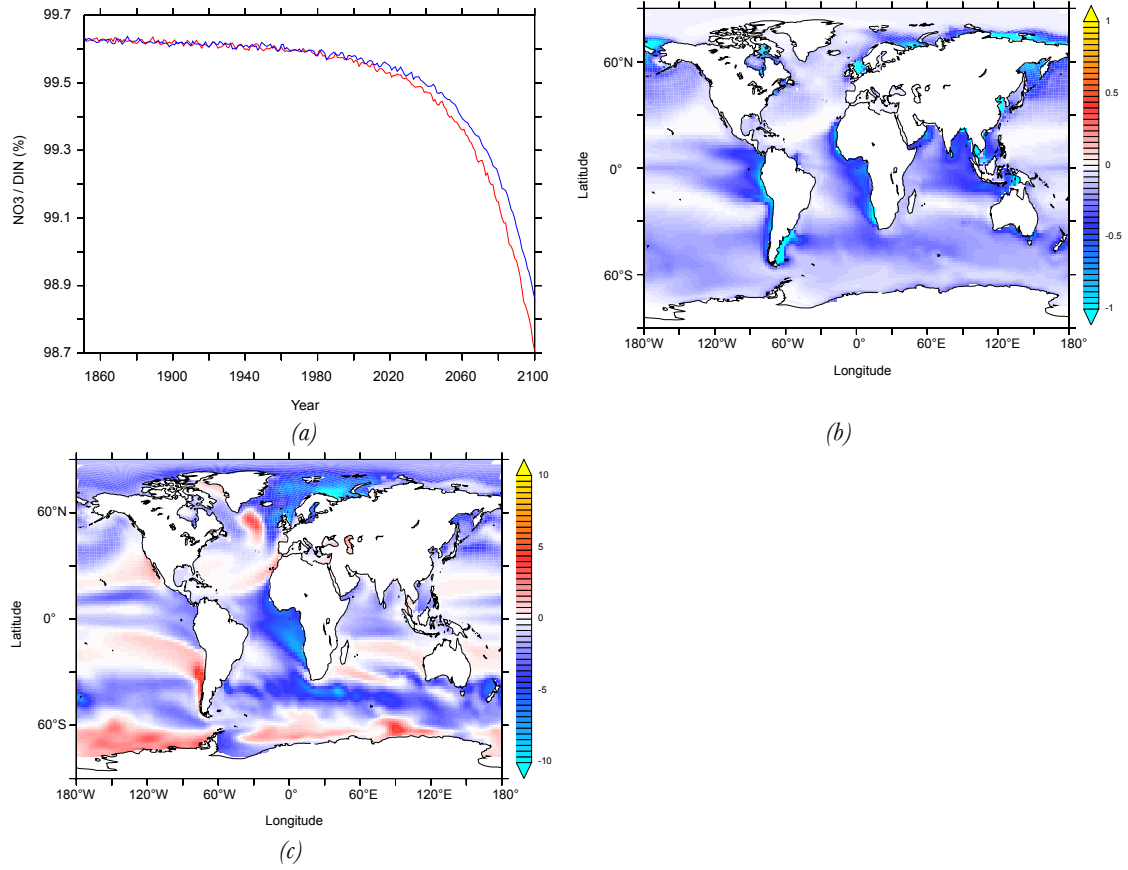 99.7
99.5
99.3
99.1
98.9
98.7
NO3 / DIN (%)
1860 1900 1940 1980 2020 2060 2100
Year
(a)
60°N
0°
60°S
Latitude
180°W 120°W 60°W 0° 60°E 120°E 180°
Longitude
1
0.5
0
-0.5
-1
(b)
60°N
0°
60°S
Latitude
180°W 120°W 60°W 0° 60°E 120°E 180°W
Longitude
10
5
0
-5
-10
(c)